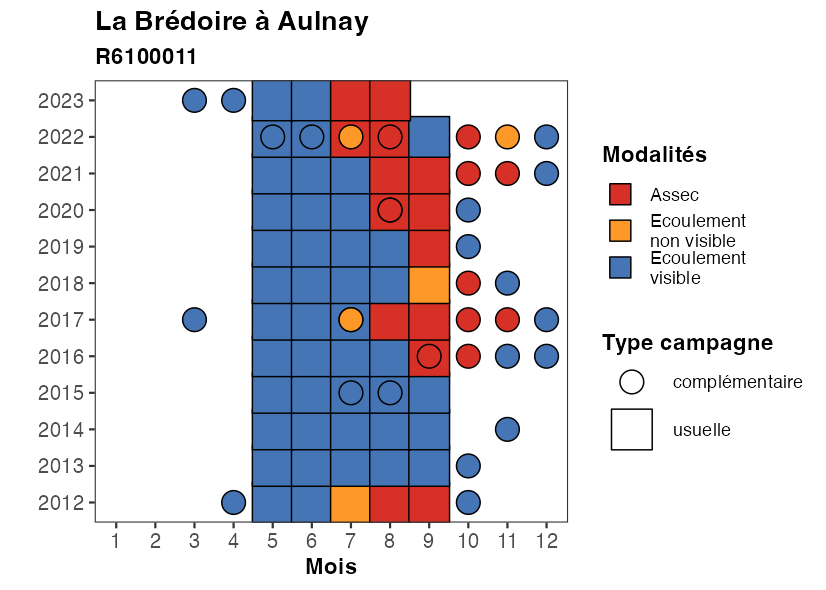 La Brédoire à Aulnay
R6100011
2023
2022
2021
2020
2019
2018
2017
2016
2015
2014
2013
2012
1 2 3 4 5 6 7 8 9 10 11 12
Mois
Modalités
Assec
Ecoulement
non visible
Ecoulement
visible
Type campagne
complémentaire
usuelle